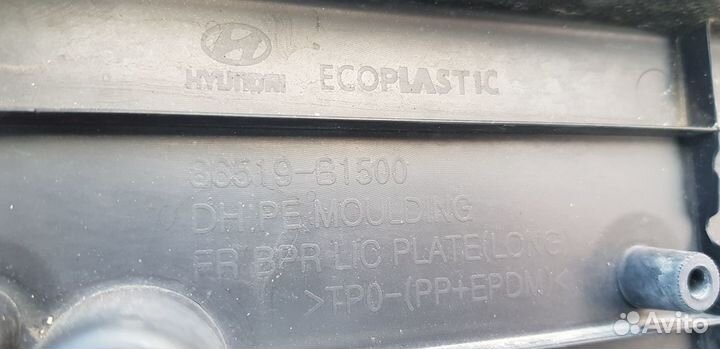 HYUNDAI ECOPLASTIC
86519-B1500
DH PE MOULDING
FR BPR LIC PLATE(LONG)
>TPO-(PP+EPDM)<
Avito